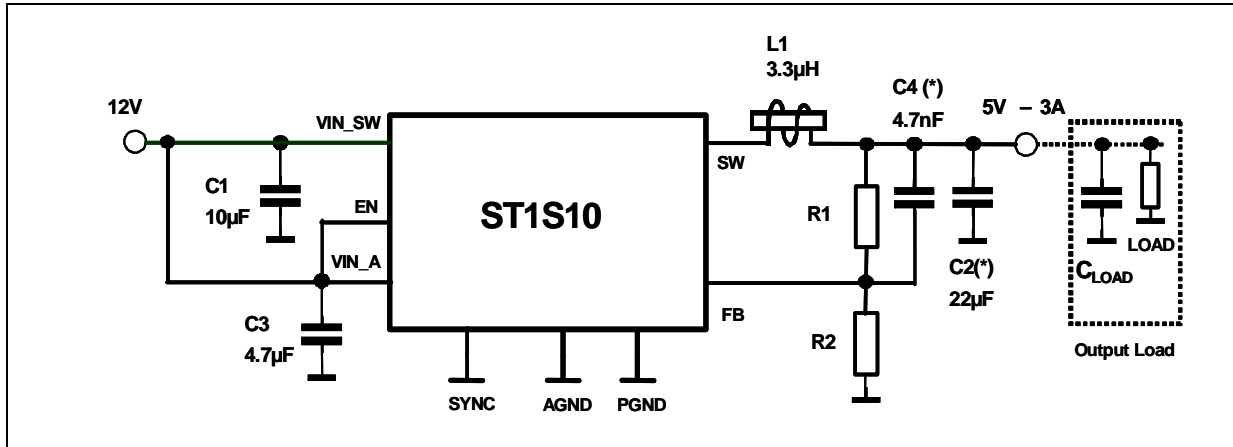 L1
3.3µH
C4 (*)
4.7nF
5V – 3A
12V
VIN_SW
SW
C1
10µF
EN
ST1S10
R1
LOAD
VIN_A
C2(*)
22µF
CLOAD
C3
4.7µF
FB
R2
Output Load
SYNC
AGND
PGND